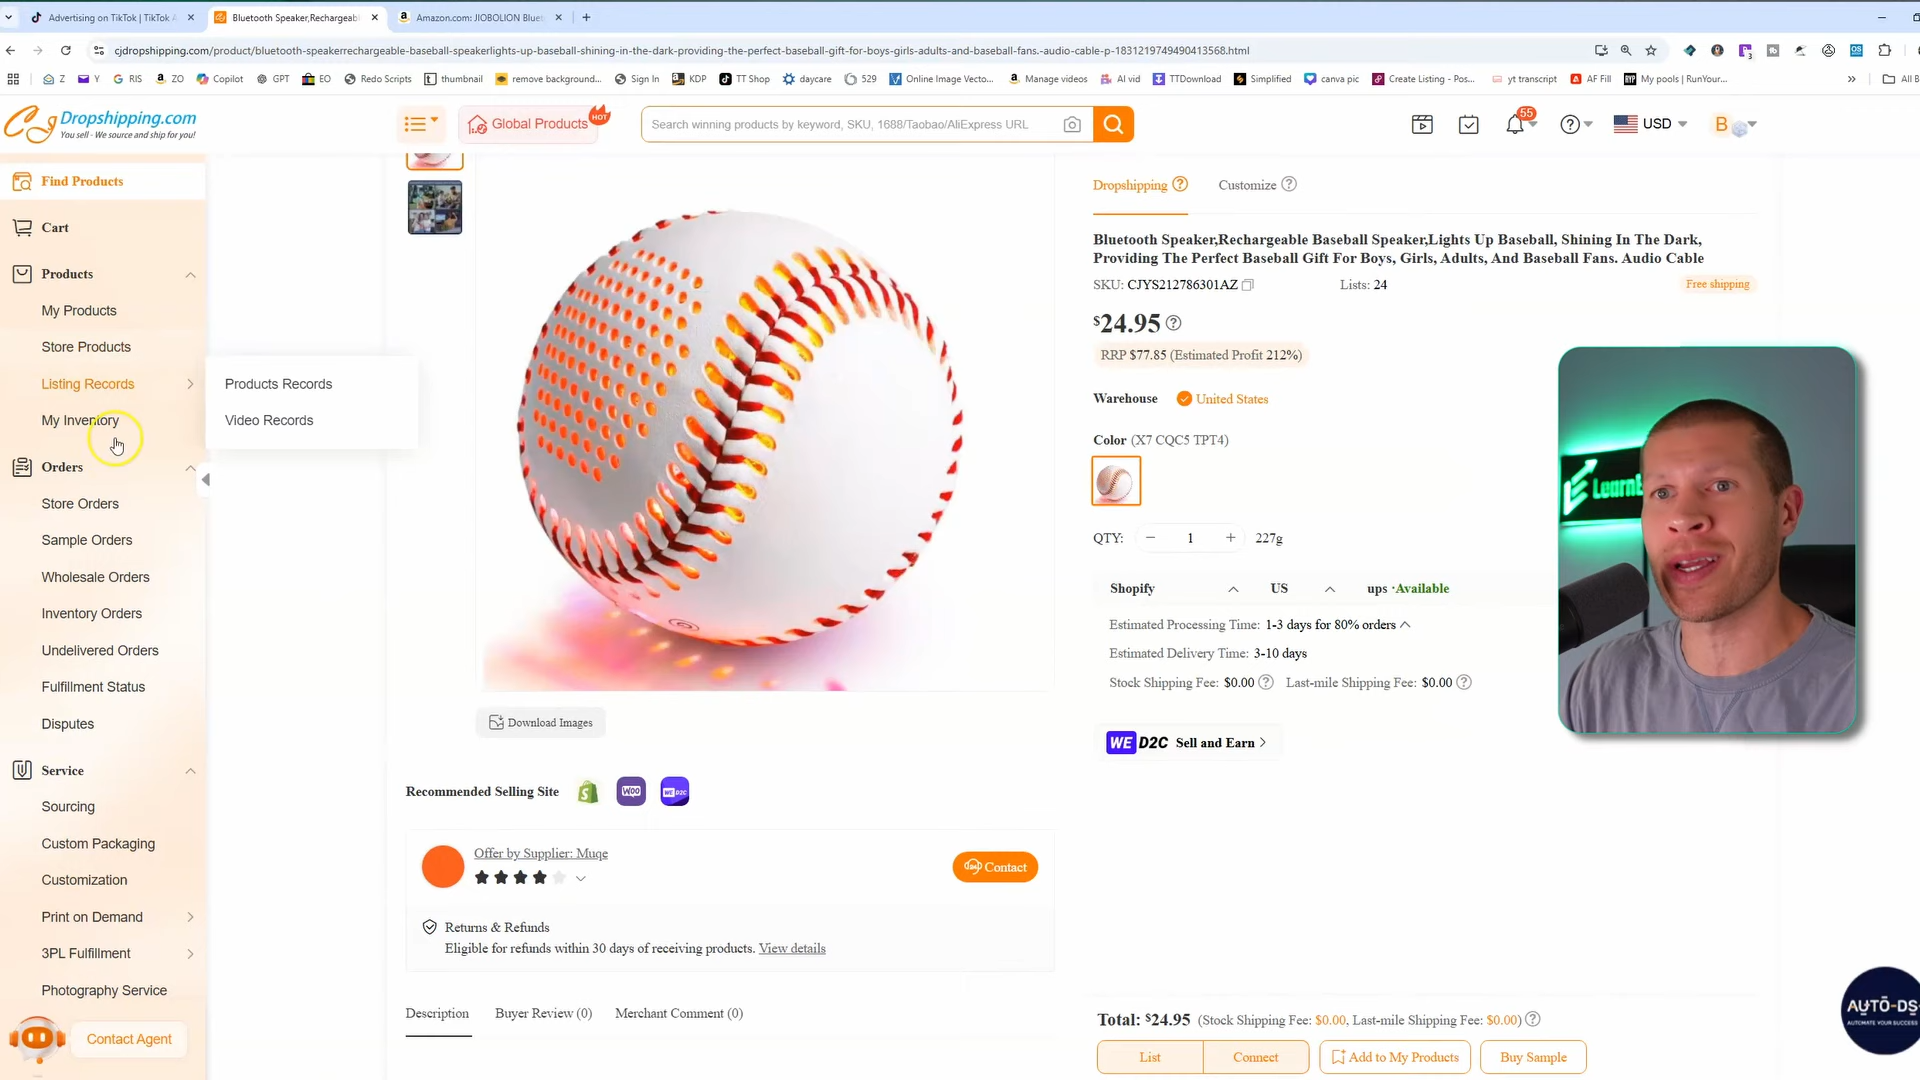 Advertising on TikTok | TikTok A
Bluetooth Speaker,Rechargeable
Amazon.com: JIOBOLION Bluet
cjdropshipping.com/product/bluetooth-speakerrechargeable-baseball-speakerlights-up-baseball-shining-in-the-dark-providing-the-perfect-baseball-gift-for-boys-girls-adults-and-baseball-fans.-audio-cable-p-1831219749490413568.html
Z Y RIS ZO Copilot GPT EO Redo Scripts thumbnail remove background... Sign In KDP TT Shop daycare 529 Online Image Vecto... Manage videos AI vid TTDownload Simplified canva pic Create Listing - Pos... yt transcript AF Fill My pools | RunYour... » All B
Dropshipping.com
You sell - We source and ship for you!
Global Products
HOT
Search winning products by keyword, SKU, 1688/Taobao/AliExpress URL
55
USD
B
Find Products
Cart
Products
My Products
Store Products
Listing Records
My Inventory
Orders
Store Orders
Sample Orders
Wholesale Orders
Inventory Orders
Undelivered Orders
Fulfillment Status
Disputes
Service
Sourcing
Custom Packaging
Customization
Print on Demand
3PL Fulfillment
Photography Service
Contact Agent
Products Records
Video Records
Download Images
Recommended Selling Site
WOO
WE D2C
Offer by Supplier: Muqe
Contact
Returns & Refunds
Eligible for refunds within 30 days of receiving products. View details
Description Buyer Review (0) Merchant Comment (0)
Dropshipping Customize
Bluetooth Speaker,Rechargeable Baseball Speaker,Lights Up Baseball, Shining In The Dark,
Providing The Perfect Baseball Gift For Boys, Girls, Adults, And Baseball Fans. Audio Cable
SKU: CJYS212786301AZ Lists: 24 Free shipping
$24.95
RRP $77.85 (Estimated Profit 212%)
Warehouse United States
Color (X7 CQC5 TPT4)
QTY: − 1 + 227g
Shopify US ups ·Available
Estimated Processing Time: 1-3 days for 80% orders
Estimated Delivery Time: 3-10 days
Stock Shipping Fee: $0.00 Last-mile Shipping Fee: $0.00
WE D2C Sell and Earn
Total: $24.95 (Stock Shipping Fee: $0.00, Last-mile Shipping Fee: $0.00)
List Connect Add to My Products Buy Sample
LearnE
AUTŌ-DS
AUTOMATE YOUR SUCCESS